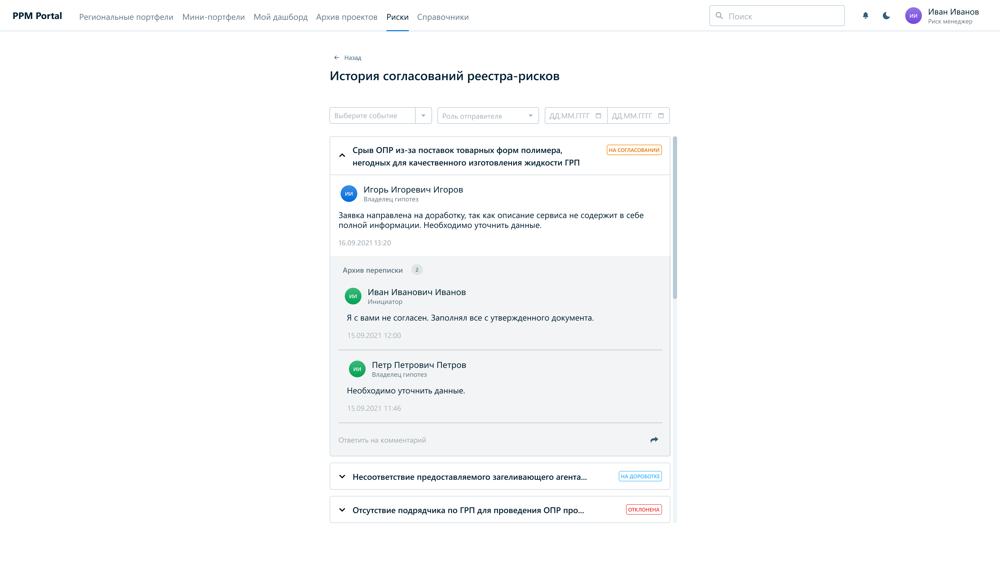 PPM Portal
Региональные портфели
Мини-портфели
Мой дашборд
Архив проектов
Риски
Справочники
Поиск
ИИ
Иван Иванов
Риск менеджер
Назад
История согласований реестра-рисков
Выберите событие
Роль отправителя
ДД.ММ.ГГГГ
ДД.ММ.ГГГГ
Срыв ОПР из-за поставок товарных форм полимера,
негодных для качественного изготовления жидкости ГРП
НА СОГЛАСОВАНИИ
ИИ
Игорь Игоревич Игоров
Владелец гипотез
Заявка направлена на доработку, так как описание сервиса не содержит в себе
полной информации. Необходимо уточнить данные.
16.09.2021 13:20
Архив переписки
2
ИИ
Иван Иванович Иванов
Инициатор
Я с вами не согласен. Заполнял все с утвержденного документа.
15.09.2021 12:00
ИИ
Петр Петрович Петров
Владелец гипотез
Необходимо уточнить данные.
15.09.2021 11:46
Ответить на комментарий
Несоответствие предоставляемого загеливающего агента...
НА ДОРОБОТКЕ
Отсутствие подрядчика по ГРП для проведения ОПР про...
ОТКЛОНЕНА